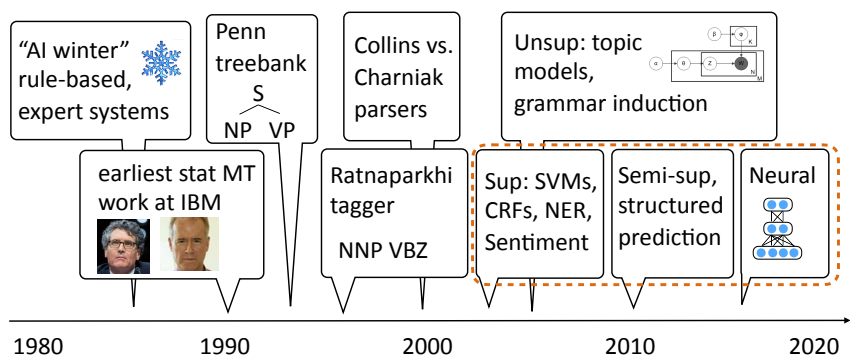 “AI winter”
rule-based,
expert systems
Penn
treebank
S
NP VP
Collins vs.
Charniak
parsers
Unsup: topic
models,
grammar induction
α
θ
Z
W
β
φ
K
N
M
earliest stat MT
work at IBM
Ratnaparkhi
tagger
NNP VBZ
Sup: SVMs,
CRFs, NER,
Sentiment
Semi-sup,
structured
prediction
Neural
1980 1990 2000 2010 2020